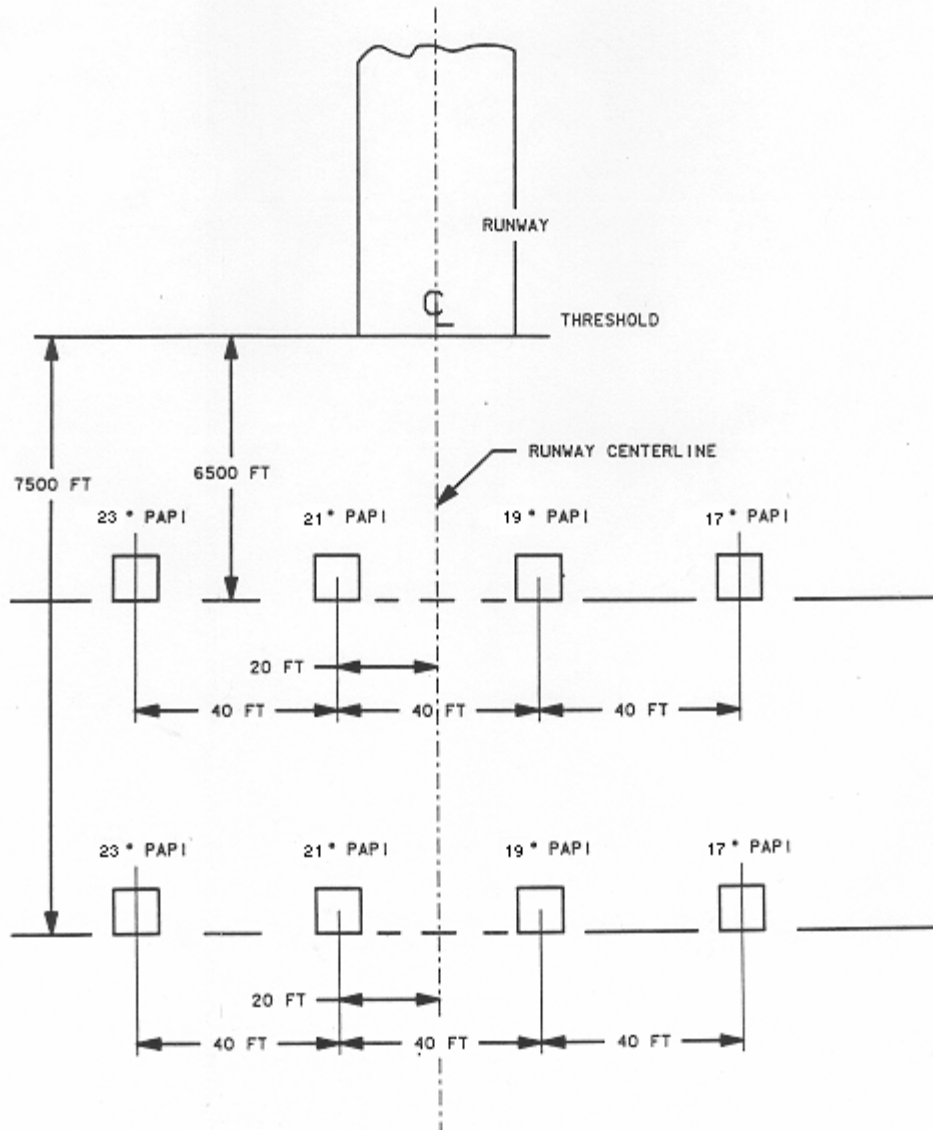 RUNWAY
℄
THRESHOLD
RUNWAY CENTERLINE
7500 FT
6500 FT
23° PAPI
21° PAPI
19° PAPI
17° PAPI
20 FT
40 FT
40 FT
40 FT
23° PAPI
21° PAPI
19° PAPI
17° PAPI
20 FT
40 FT
40 FT
40 FT